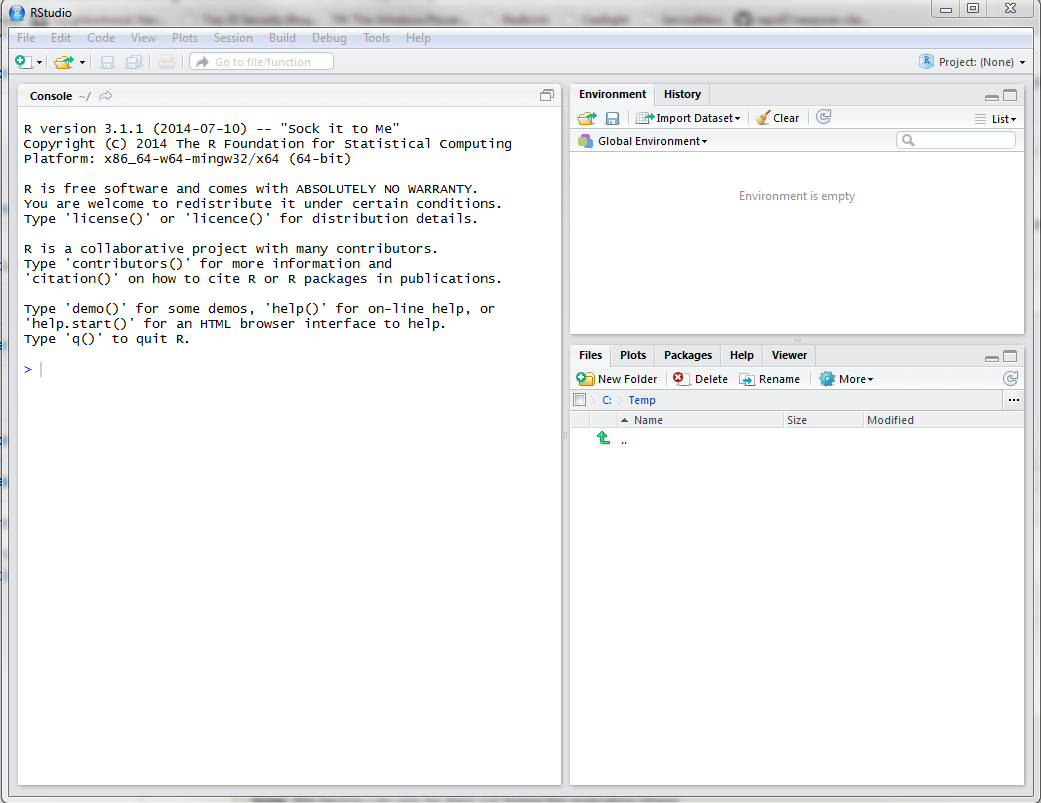 RStudio
File Edit Code View Plots Session Build Debug Tools Help
Go to file/function
Project: (None)
Console ~/
R version 3.1.1 (2014-07-10) -- "Sock it to Me"
Copyright (C) 2014 The R Foundation for Statistical Computing
Platform: x86_64-w64-mingw32/x64 (64-bit)
R is free software and comes with ABSOLUTELY NO WARRANTY.
You are welcome to redistribute it under certain conditions.
Type 'license()' or 'licence()' for distribution details.
R is a collaborative project with many contributors.
Type 'contributors()' for more information and
'citation()' on how to cite R or R packages in publications.
Type 'demo()' for some demos, 'help()' for on-line help, or
'help.start()' for an HTML browser interface to help.
Type 'q()' to quit R.
>
Environment History
Import Dataset Clear List
Global Environment
Environment is empty
Files Plots Packages Help Viewer
New Folder Delete Rename More
C: Temp ...
Name Size Modified
..